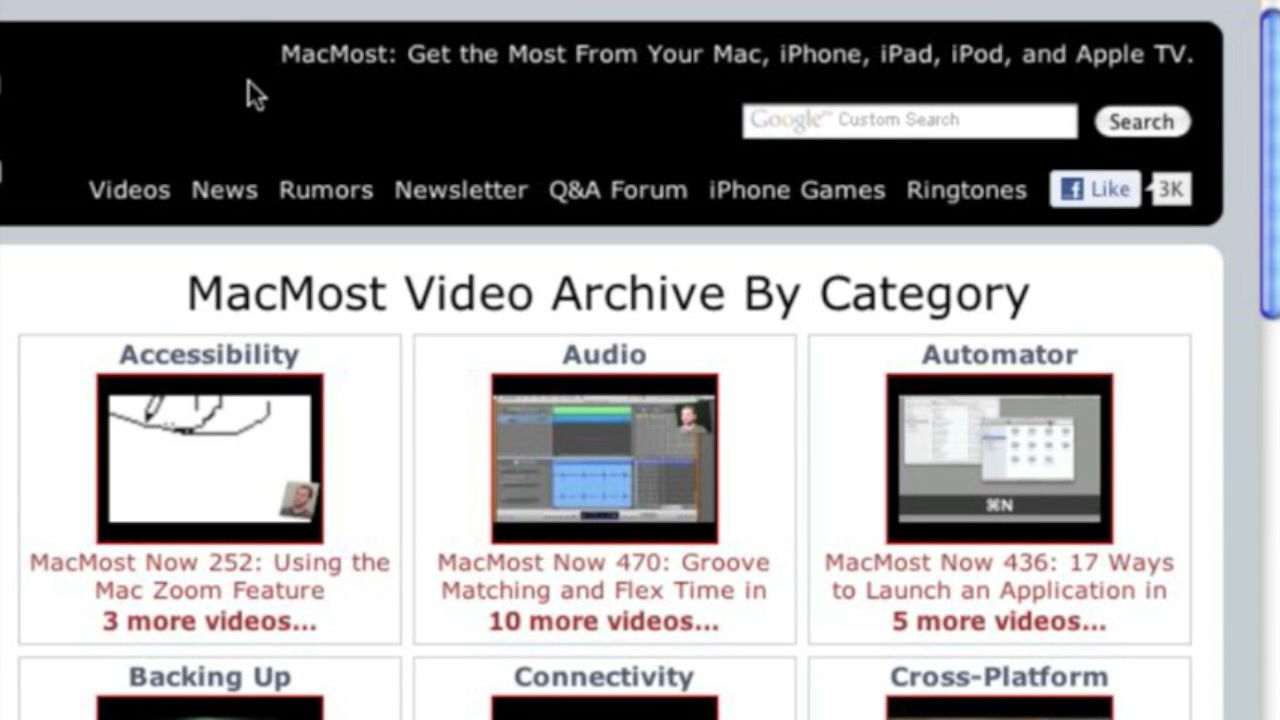 MacMost: Get the Most From Your Mac, iPhone, iPad, iPod, and Apple TV.
Google™ Custom Search
Search
Videos News Rumors Newsletter Q&A Forum iPhone Games Ringtones Like 3K
MacMost Video Archive By Category
Accessibility Audio Automator
⌘N
MacMost Now 252: Using the MacMost Now 470: Groove MacMost Now 436: 17 Ways
Mac Zoom Feature Matching and Flex Time in to Launch an Application in
3 more videos... 10 more videos... 5 more videos...
Backing Up Connectivity Cross-Platform